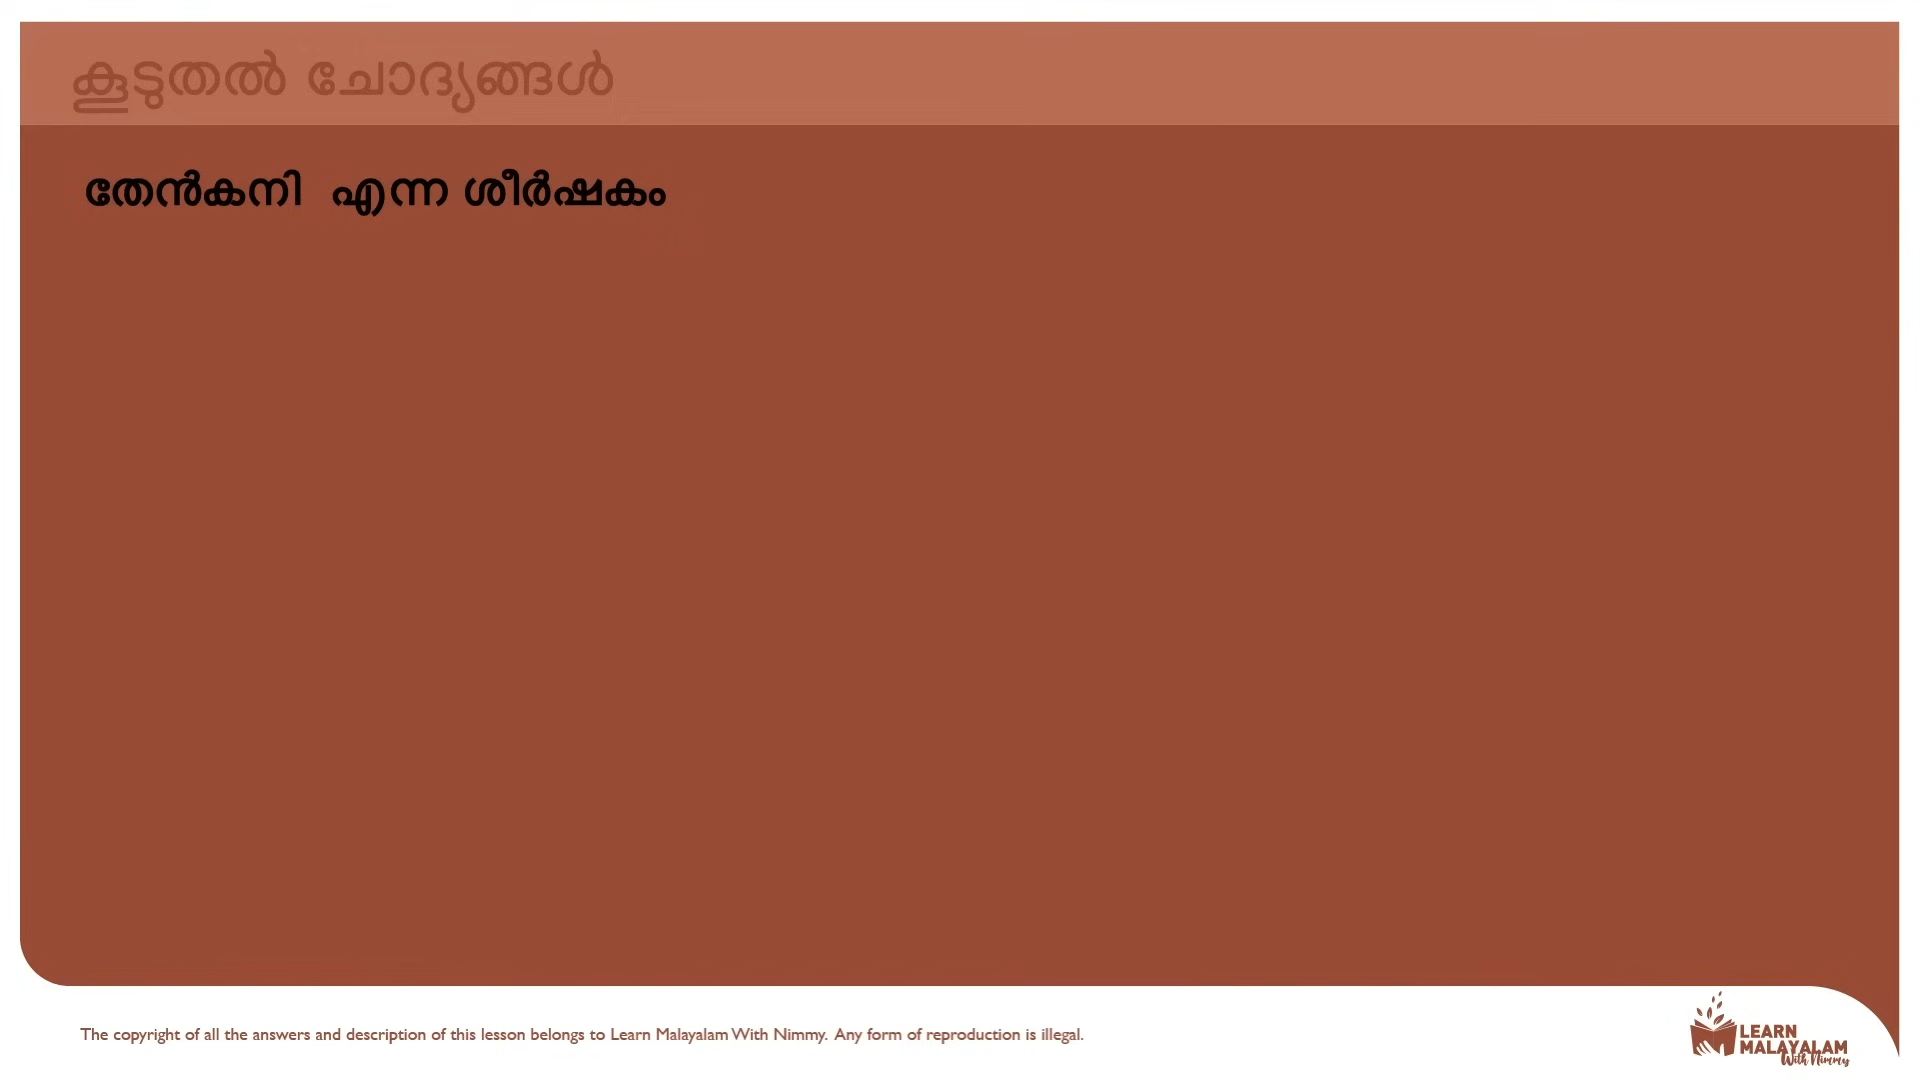 കൂടുതൽ ചോദ്യങ്ങൾ
തേൻകനി എന്ന ശീർഷകം
The copyright of all the answers and description of this lesson belongs to Learn Malayalam With Nimmy. Any form of reproduction is illegal.
LEARN
MALAYALAM
With Nimmy